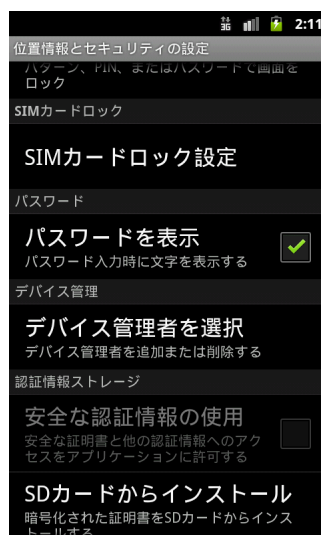 3G 2:11
位置情報とセキュリティの設定
パターン、PIN、またはパスワードで画面を
ロック
SIMカードロック
SIMカードロック設定
パスワード
パスワードを表示
パスワード入力時に文字を表示する
デバイス管理
デバイス管理者を選択
デバイス管理者を追加または削除する
認証情報ストレージ
安全な認証情報の使用
安全な証明書と他の認証情報へのアク
セスをアプリケーションに許可する
SDカードからインストール
暗号化された証明書をSDカードからインス
トールする